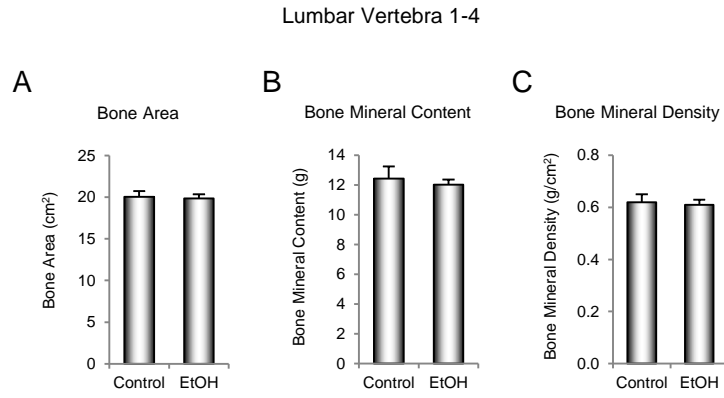 Lumbar Vertebra 1-4
A
Bone Area
Bone Area (cm²)
25
20
15
10
5
0
Control EtOH
B
Bone Mineral Content
Bone Mineral Content (g)
14
12
10
8
6
4
2
0
Control EtOH
C
Bone Mineral Density
Bone Mineral Density (g/cm²)
0.8
0.6
0.4
0.2
0.0
Control EtOH